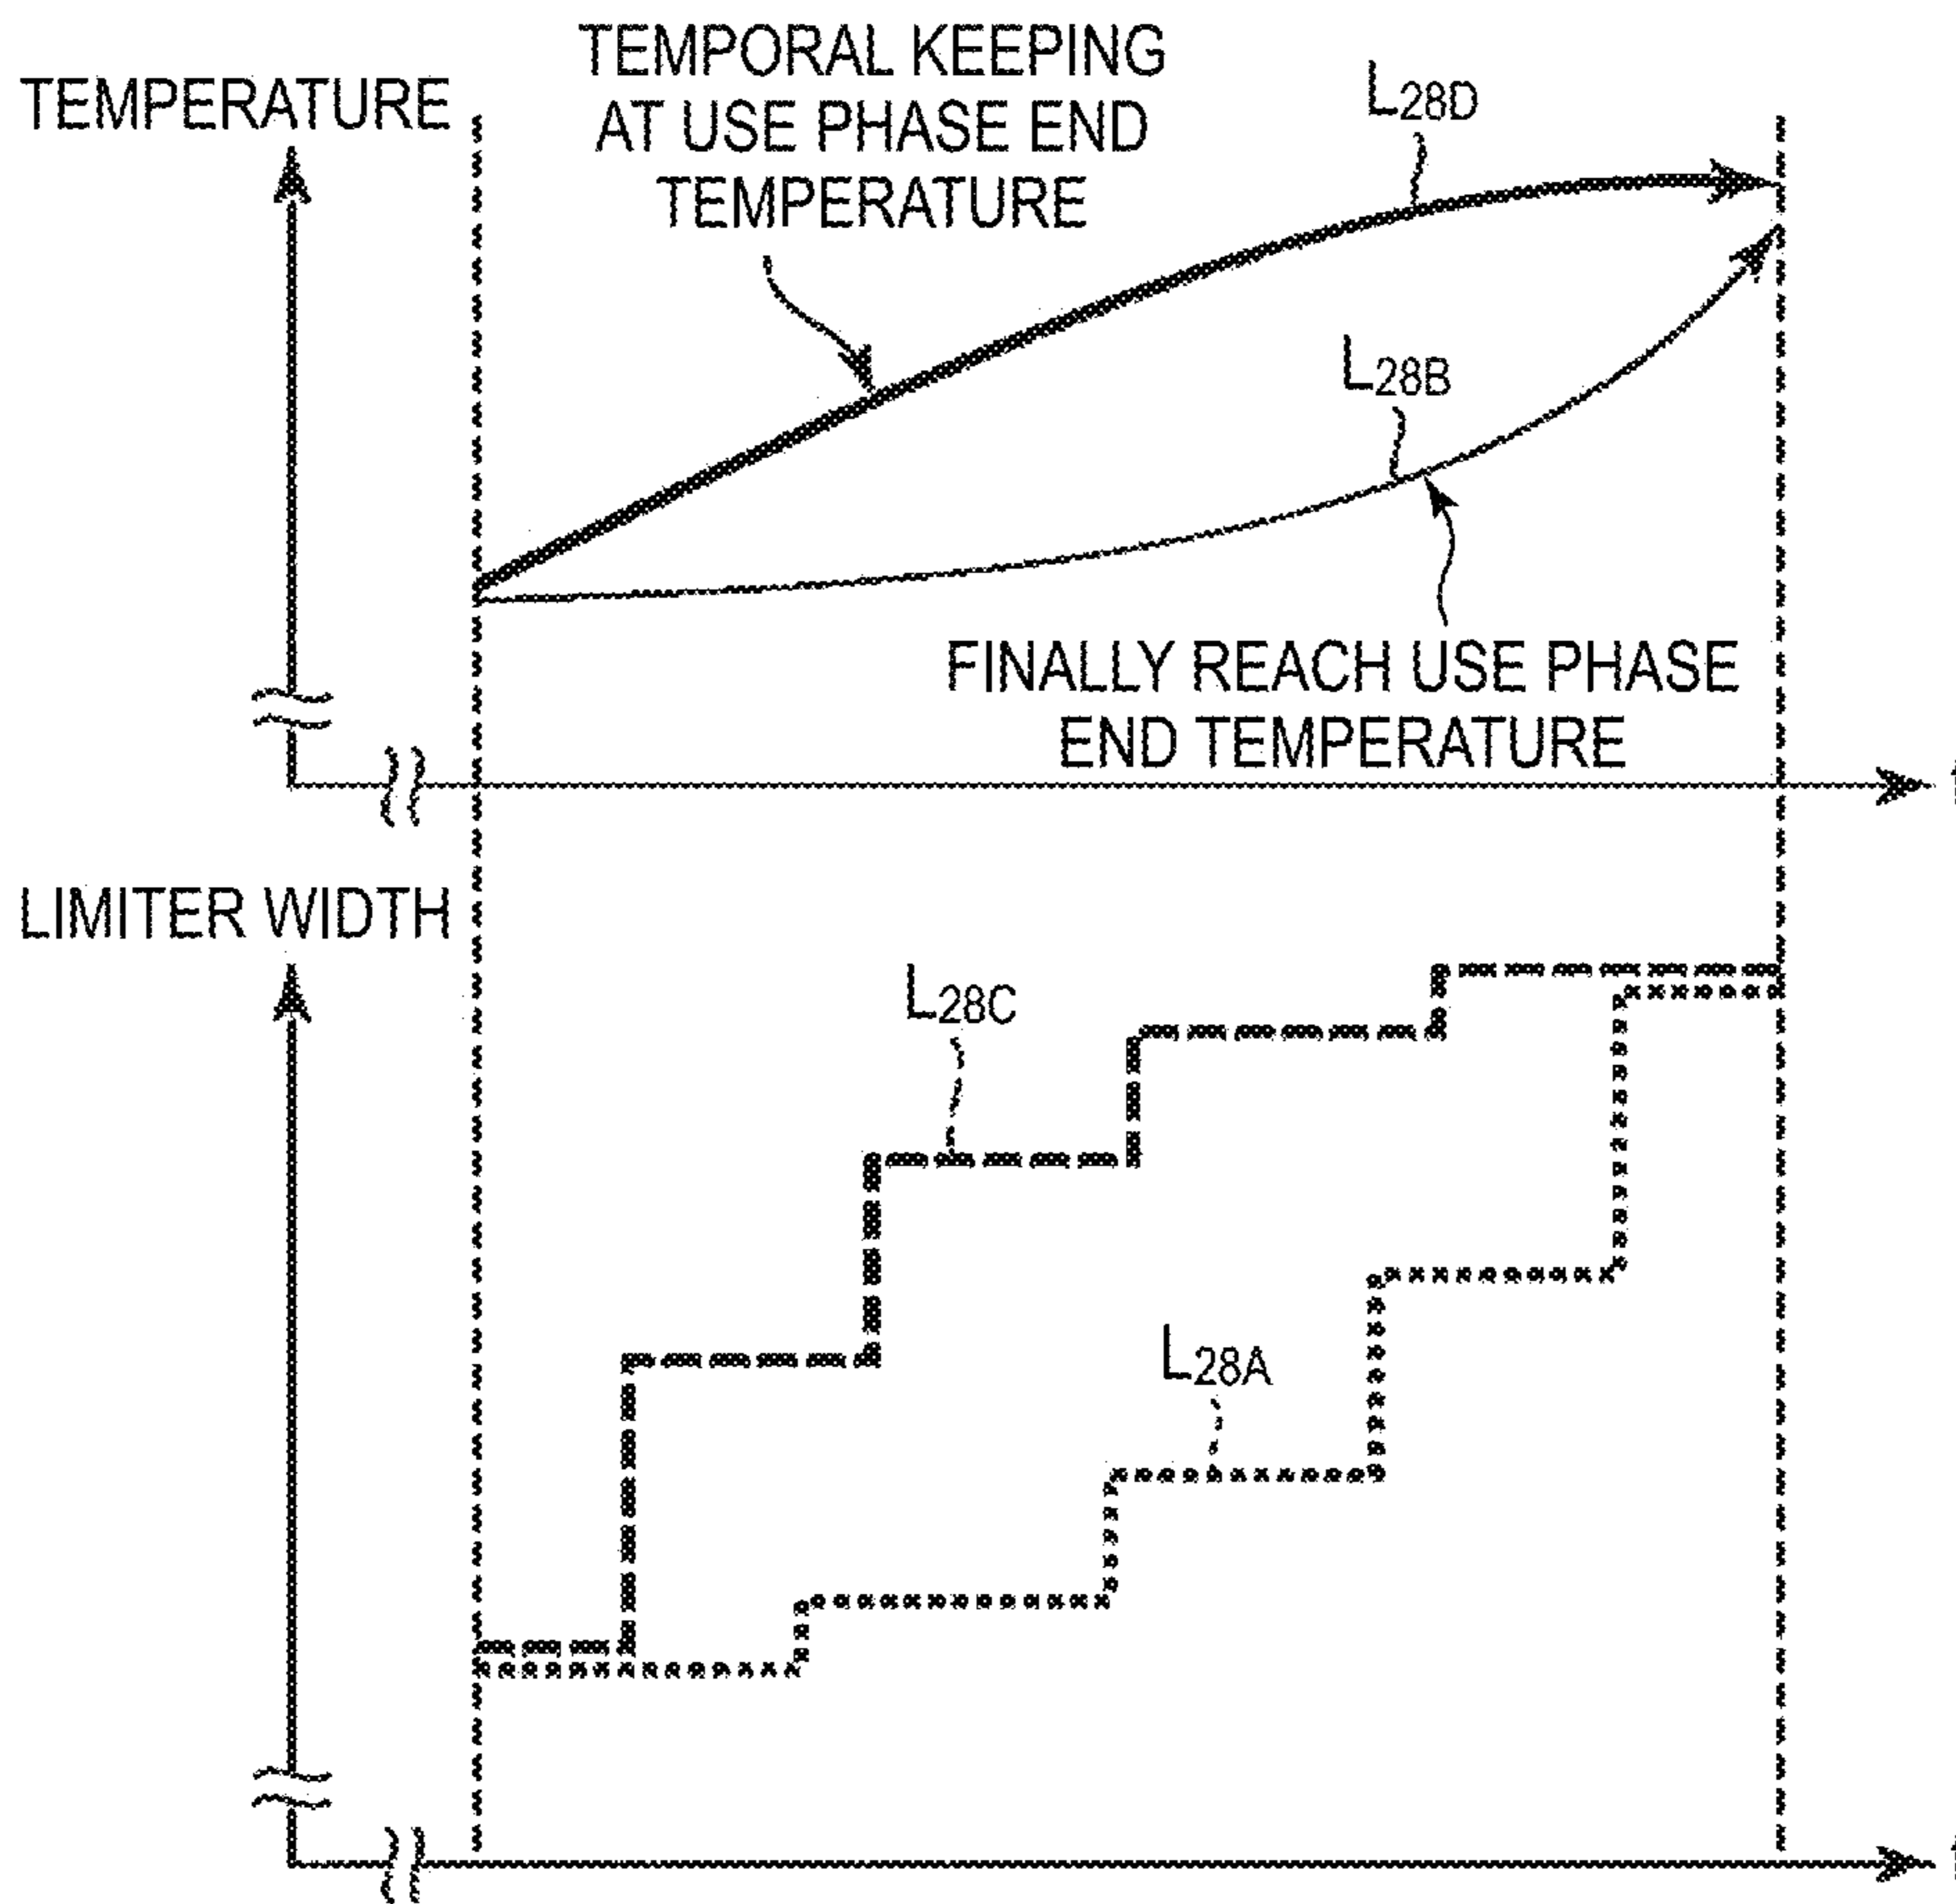 TEMPORAL KEEPING
AT USE PHASE END
TEMPERATURE
TEMPERATURE
L28D
L28B
FINALLY REACH USE PHASE
END TEMPERATURE
LIMITER WIDTH
L28C
L28A